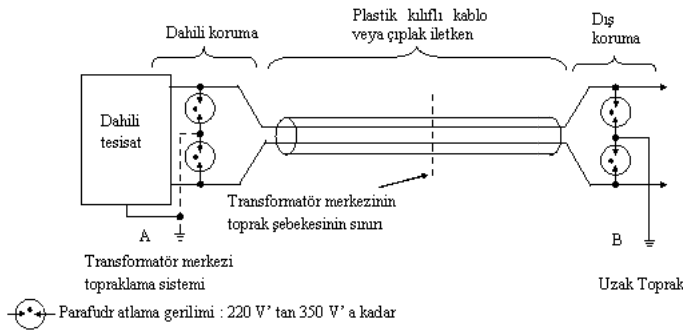 Plastik kılıflı kablo
veya çıplak iletken
Dış
koruma
Dahili koruma
Dahili
tesisat
Transformatör merkezinin
toprak şebekesinin sınırı
A
B
Transformatör merkezi
topraklama sistemi
Uzak Toprak
Parafudr atlama gerilimi : 220 V' tan 350 V' a kadar